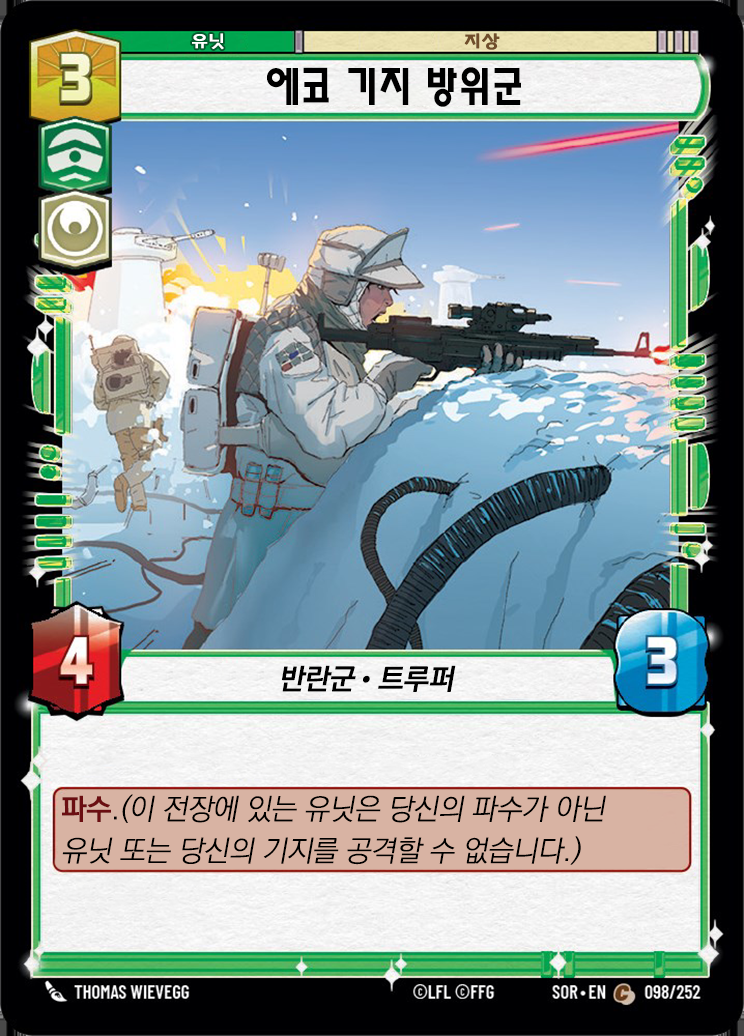 유닛 지상
3
에코 기지 방위군
4
반란군 • 트루퍼
3
파수.(이 전장에 있는 유닛은 당신의 파수가 아닌
유닛 또는 당신의 기지를 공격할 수 없습니다.)
THOMAS WIEVEGG ©LFL ©FFG SOR • EN C 098/252